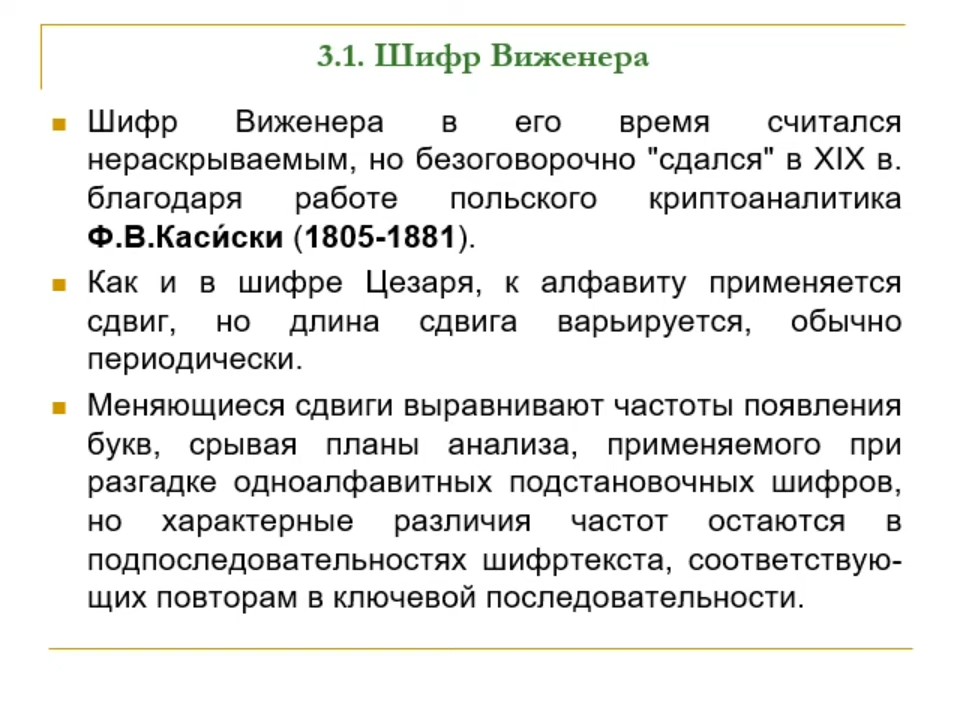 3.1. Шифр Виженера
Шифр Виженера в его время считался
нераскрываемым, но безоговорочно "сдался" в XIX в.
благодаря работе польского криптоаналитика
Ф.В.Каси́ски (1805-1881).
Как и в шифре Цезаря, к алфавиту применяется
сдвиг, но длина сдвига варьируется, обычно
периодически.
Меняющиеся сдвиги выравнивают частоты появления
букв, срывая планы анализа, применяемого при
разгадке одноалфавитных подстановочных шифров,
но характерные различия частот остаются в
подпоследовательностях шифртекста, соответствую-
щих повторам в ключевой последовательности.